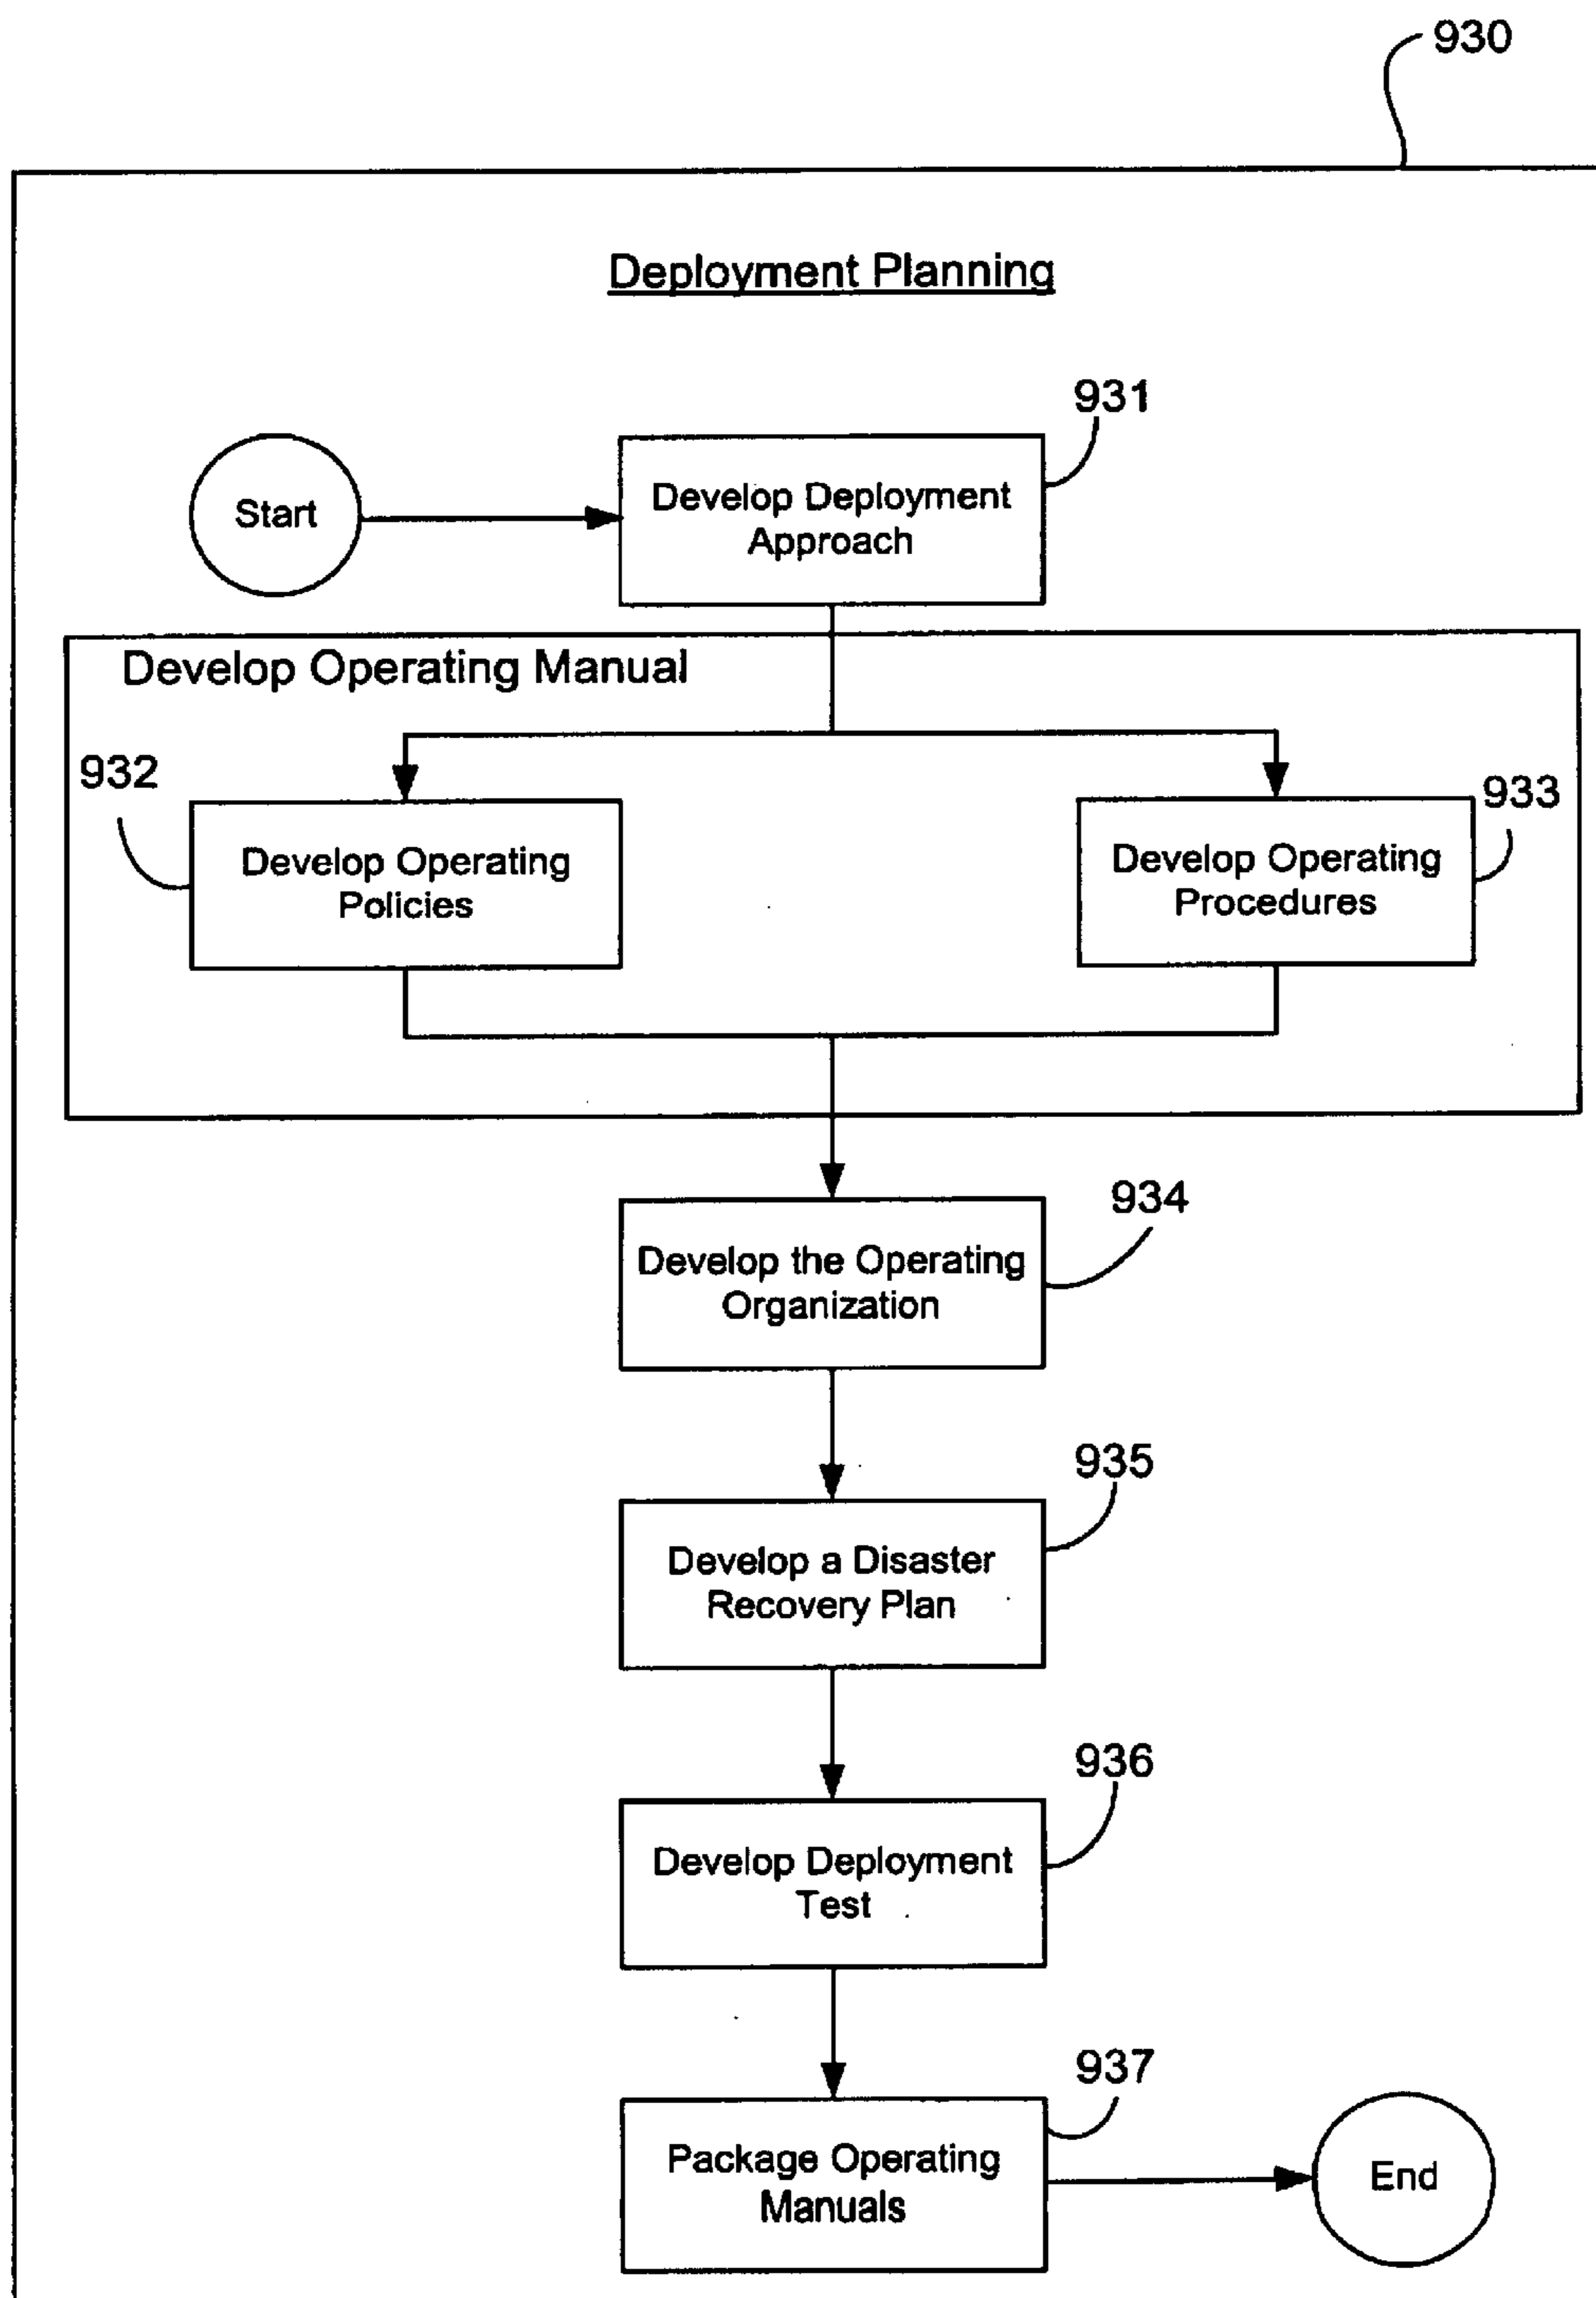 930
Deployment Planning
931
Start
Develop Deployment
Approach
Develop Operating Manual
932
933
Develop Operating
Policies
Develop Operating
Procedures
934
Develop the Operating
Organization
935
Develop a Disaster
Recovery Plan
936
Develop Deployment
Test
937
Package Operating
Manuals
End